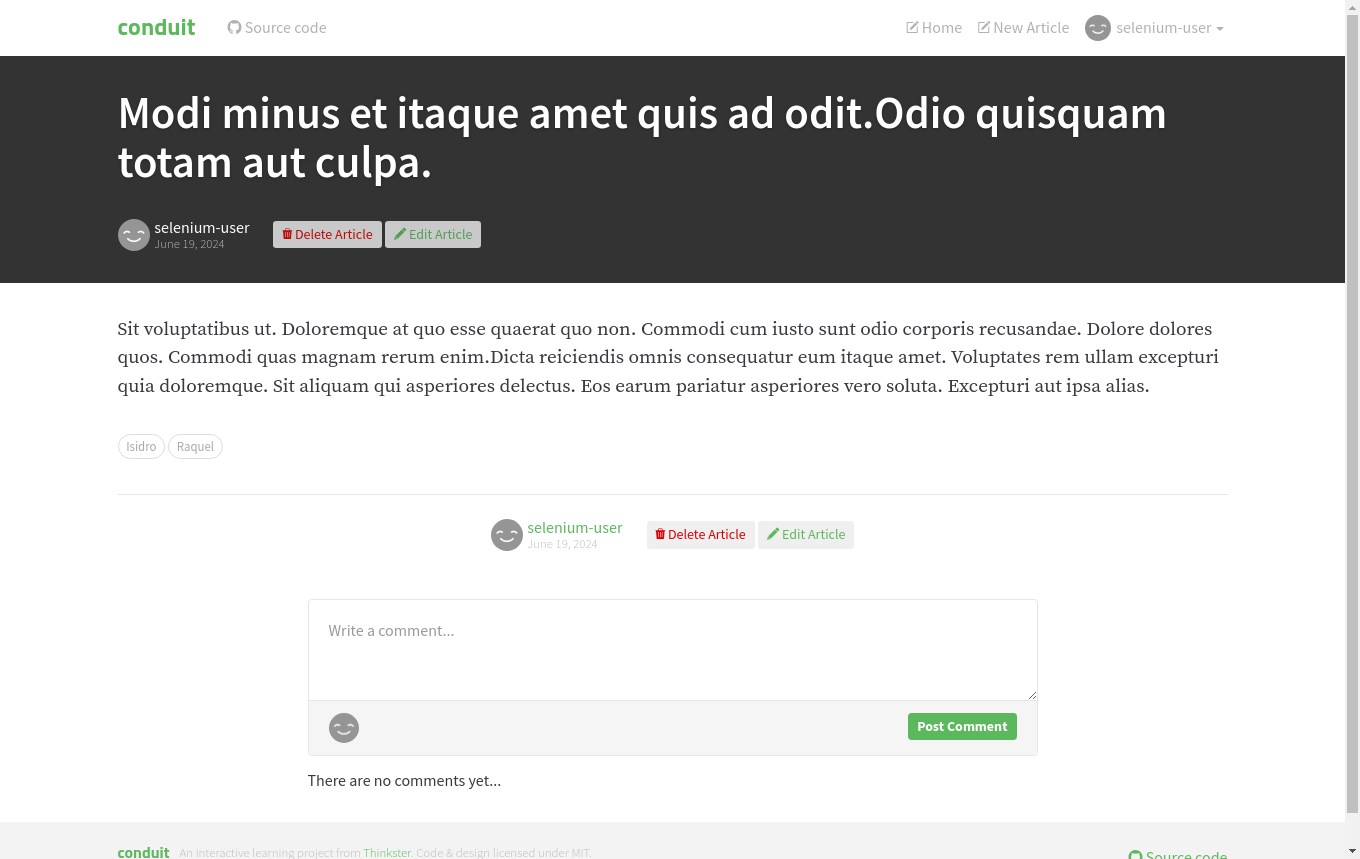 conduit
Source code
Home
New Article
selenium-user
Modi minus et itaque amet quis ad odit.Odio quisquam
totam aut culpa.
selenium-user
June 19, 2024
Delete Article
Edit Article
Sit voluptatibus ut. Doloremque at quo esse quaerat quo non. Commodi cum iusto sunt odio corporis recusandae. Dolore dolores
quos. Commodi quas magnam rerum enim.Dicta reiciendis omnis consequatur eum itaque amet. Voluptates rem ullam excepturi
quia doloremque. Sit aliquam qui asperiores delectus. Eos earum pariatur asperiores vero soluta. Excepturi aut ipsa alias.
Isidro
Raquel
selenium-user
June 19, 2024
Delete Article
Edit Article
Write a comment...
Post Comment
There are no comments yet...
conduit
An interactive learning project from Thinkster. Code & design licensed under MIT.
Source code